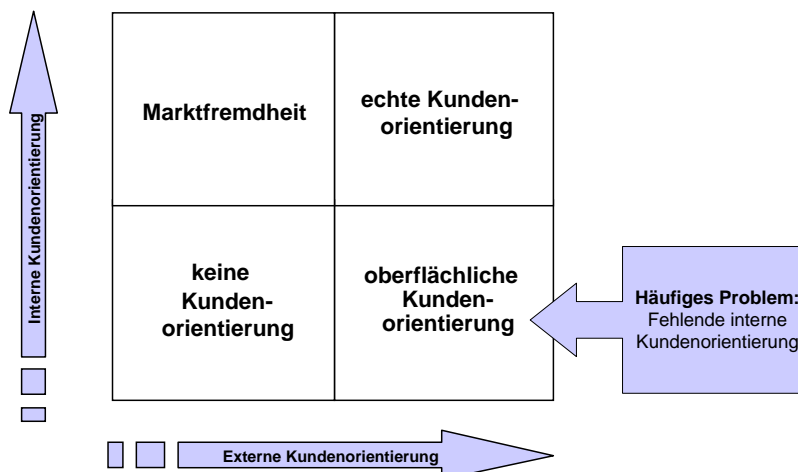 Interne Kundenorientierung
Marktfremdheit
echte Kunden-
orientierung
keine
Kunden-
orientierung
oberflächliche
Kunden-
orientierung
Häufiges Problem:
Fehlende interne
Kundenorientierung
Externe Kundenorientierung